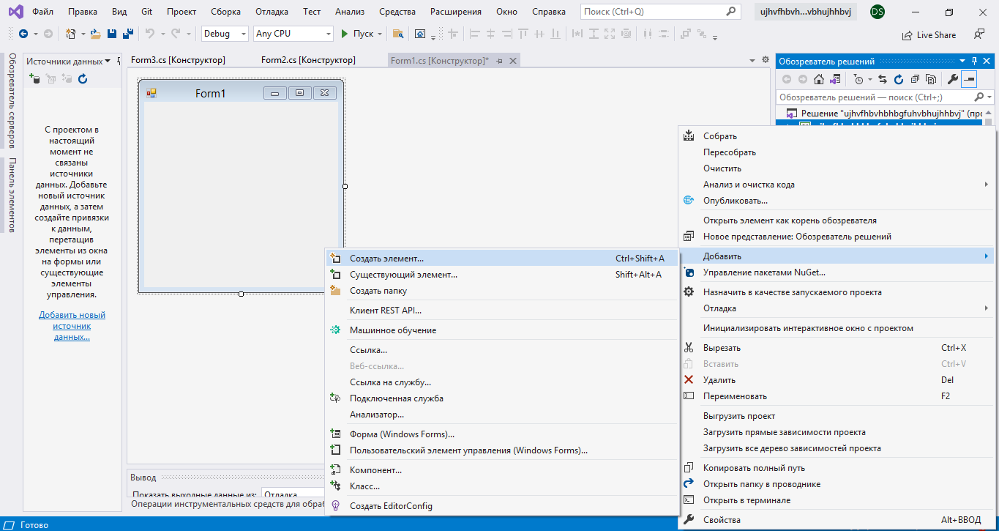 Файл Правка Вид Git Проект Сборка Отладка Тест Анализ Средства Расширения Окно Справка Поиск (Ctrl+Q) ujhvfhbvh...vbhujhhbvj DS
Debug Any CPU Пуск Live Share
Обозреватель серверов
Панель элементов
Источники данных
С проектом в
настоящий
момент не
связаны
источники
данных. Добавьте
новый источник
данных, а затем
создайте привязки
к данным,
перетащив
элементы из окна
на формы или
существующие
элементы
управления.
Добавить новый
источник
данных...
Form3.cs [Конструктор] Form2.cs [Конструктор] Form1.cs [Конструктор]*
Form1
Вывод
Показать выходные данные из: Отладка
Операции инструментальных средств для обраб
Обозреватель решений
Обозреватель решений — поиск (Ctrl+;)
Решение "ujhvfhbvhbhbgfuhvbhujhhbvj" (про
Собрать
Пересобрать
Очистить
Анализ и очистка кода
Опубликовать...
Открыть элемент как корень обозревателя
Новое представление: Обозреватель решений
Добавить
Управление пакетами NuGet...
Назначить в качестве запускаемого проекта
Отладка
Инициализировать интерактивное окно с проектом
Вырезать Ctrl+X
Вставить Ctrl+V
Удалить Del
Переименовать F2
Выгрузить проект
Загрузить прямые зависимости проекта
Загрузить все дерево зависимостей проекта
Копировать полный путь
Открыть папку в проводнике
Открыть в терминале
Свойства Alt+ВВОД
Создать элемент... Ctrl+Shift+A
Существующий элемент... Shift+Alt+A
Создать папку
Клиент REST API...
Машинное обучение
Ссылка...
Веб-ссылка...
Ссылка на службу...
Подключенная служба
Анализатор...
Форма (Windows Forms)...
Пользовательский элемент управления (Windows Forms)...
Компонент...
Класс...
Создать EditorConfig
Готово